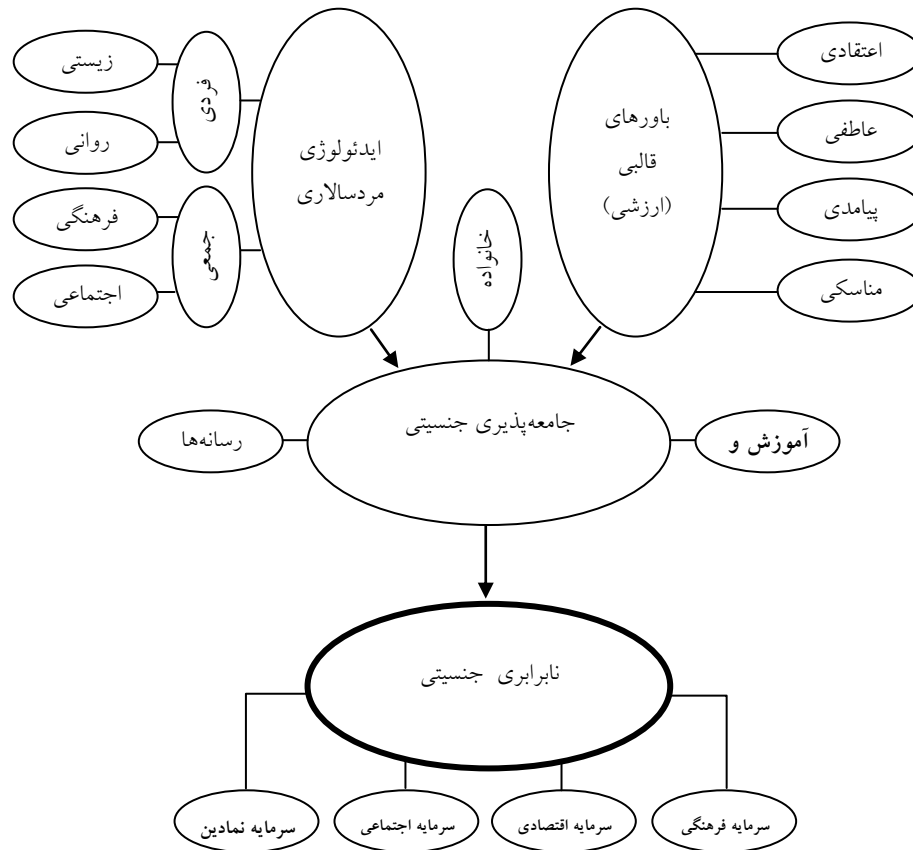 اعتقادی
عاطفی
پیامدی
مناسکی
باورهای
قالبی
(ارزشی)
خانواده
ایدئولوژی
مردسالاری
فردی
جمعی
زیستی
روانی
فرهنگی
اجتماعی
آموزش و
جامعه‌پذیری جنسیتی
رسانه‌ها
نابرابری جنسیتی
سرمایه فرهنگی
سرمایه اقتصادی
سرمایه اجتماعی
سرمایه نمادین